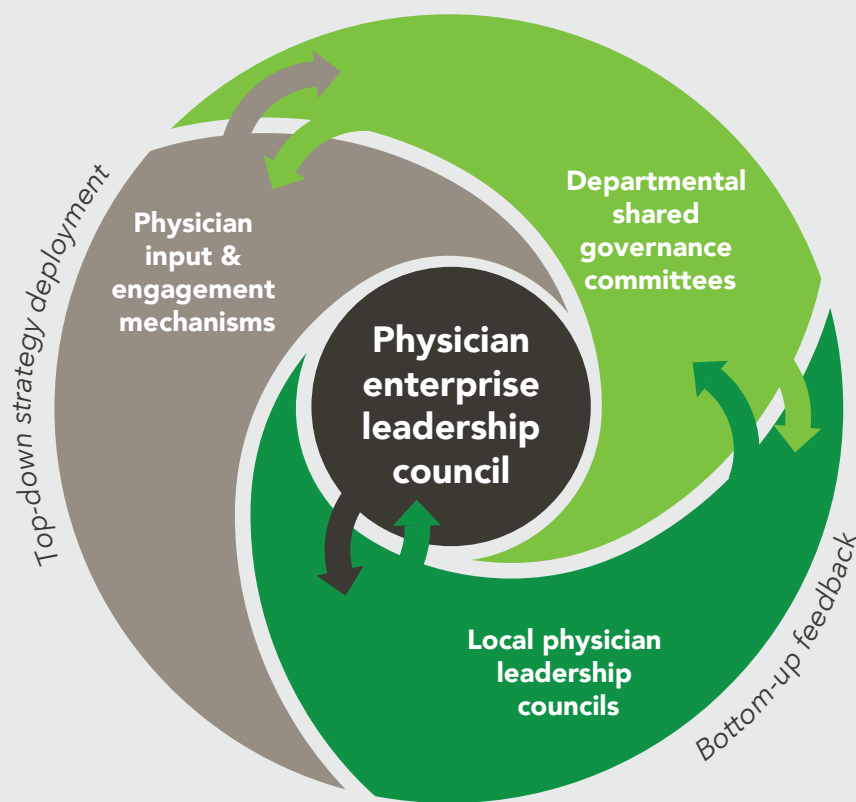 Top-down strategy deployment
Physician
input &
engagement
mechanisms
Departmental
shared
governance
committees
Physician
enterprise
leadership
council
Local physician
leadership
councils
Bottom-up feedback